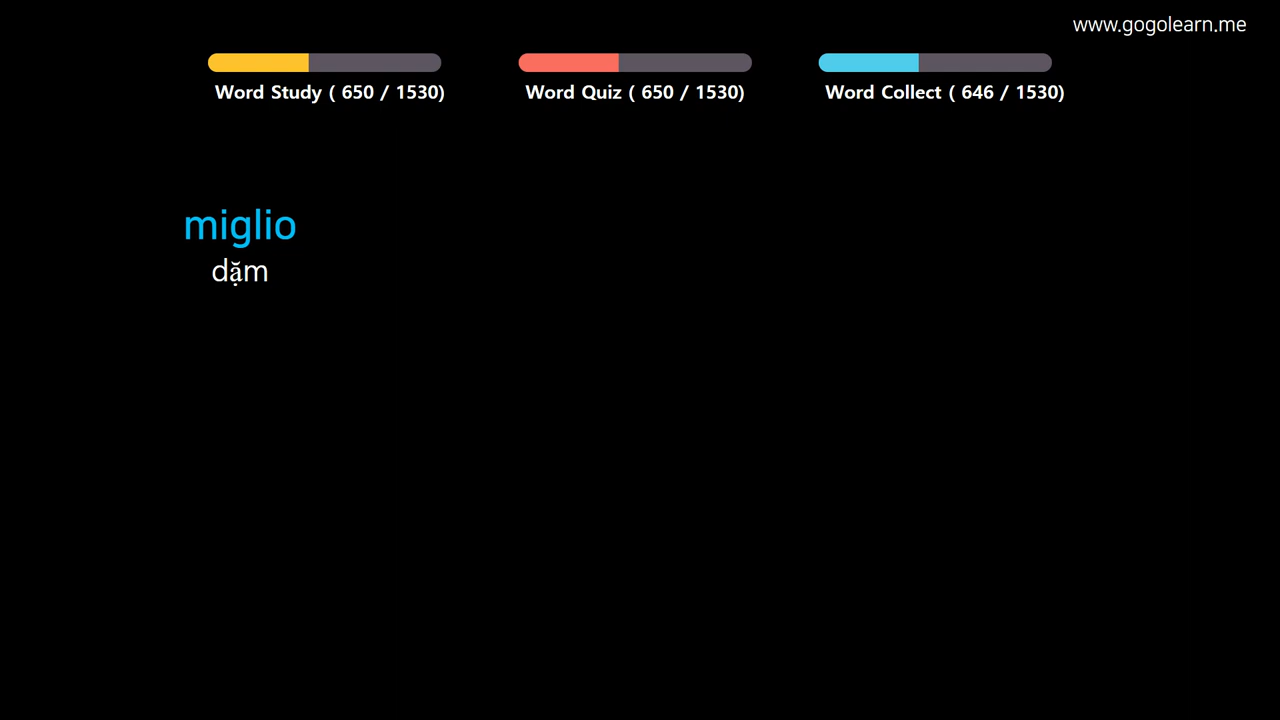 www.gogolearn.me
Word Study ( 650 / 1530)
Word Quiz ( 650 / 1530)
Word Collect ( 646 / 1530)
miglio
dặm